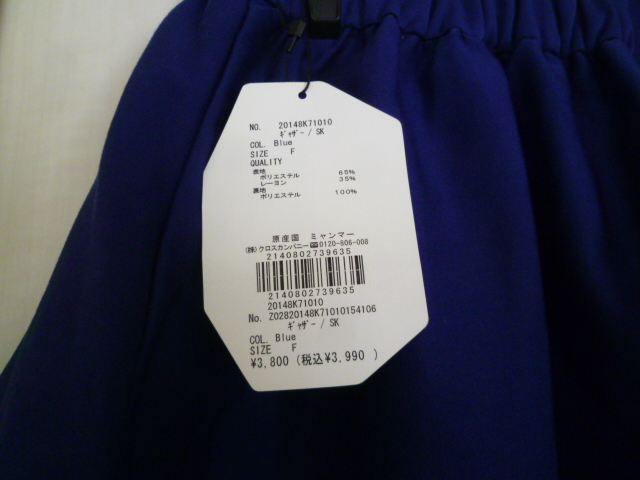 NO. 20148K71010
ｷﾞｬｻﾞｰ / SK
COL. Blue
SIZE F
QUALITY
表地
ポリエステル 65%
レーヨン 35%
裏地
ポリエステル 100%
原産国 ミャンマー
(株)クロスカンパニー☎0120-806-008
2140802739635
2140802739635
20148K71010
No. Z02820148K71010154106
ｷﾞｬｻﾞｰ / SK
COL. Blue
SIZE F
¥3,800 (税込¥3,990 )